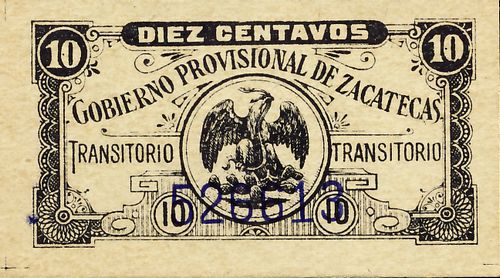 DIEZ CENTAVOS
10 10
GOBIERNO PROVISIONAL DE ZACATECAS.
TRANSITORIO TRANSITORIO
526613
10 10